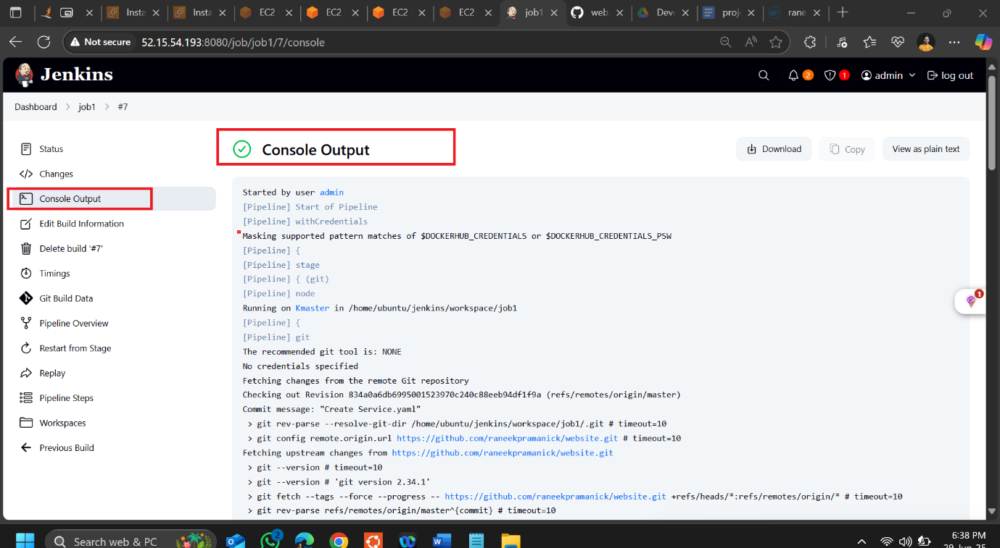 Insta
Insta
EC2
EC2
EC2
EC2
job1
web
Dev
proj
rane
Not secure 52.15.54.193:8080/job/job1/7/console
Jenkins
2
1
admin
log out
Dashboard > job1 > #7
Status
Changes
Console Output
Edit Build Information
Delete build '#7'
Timings
Git Build Data
Pipeline Overview
Restart from Stage
Replay
Pipeline Steps
Workspaces
Previous Build
Console Output
Download
Copy
View as plain text
Started by user admin
[Pipeline] Start of Pipeline
[Pipeline] withCredentials
Masking supported pattern matches of $DOCKERHUB_CREDENTIALS or $DOCKERHUB_CREDENTIALS_PSW
[Pipeline] {
[Pipeline] stage
[Pipeline] { (git)
[Pipeline] node
Running on Kmaster in /home/ubuntu/jenkins/workspace/job1
[Pipeline] {
[Pipeline] git
The recommended git tool is: NONE
No credentials specified
Fetching changes from the remote Git repository
Checking out Revision 834a0a6db6995001523970c240c88eeb94df1f9a (refs/remotes/origin/master)
Commit message: "Create Service.yaml"
> git rev-parse --resolve-git-dir /home/ubuntu/jenkins/workspace/job1/.git # timeout=10
> git config remote.origin.url https://github.com/raneekpramanick/website.git # timeout=10
Fetching upstream changes from https://github.com/raneekpramanick/website.git
> git --version # timeout=10
> git --version # 'git version 2.34.1'
> git fetch --tags --force --progress -- https://github.com/raneekpramanick/website.git +refs/heads/*:refs/remotes/origin/* # timeout=10
> git rev-parse refs/remotes/origin/master^{commit} # timeout=10
1
Search web & PC
2
6:38 PM
29-Jun-25